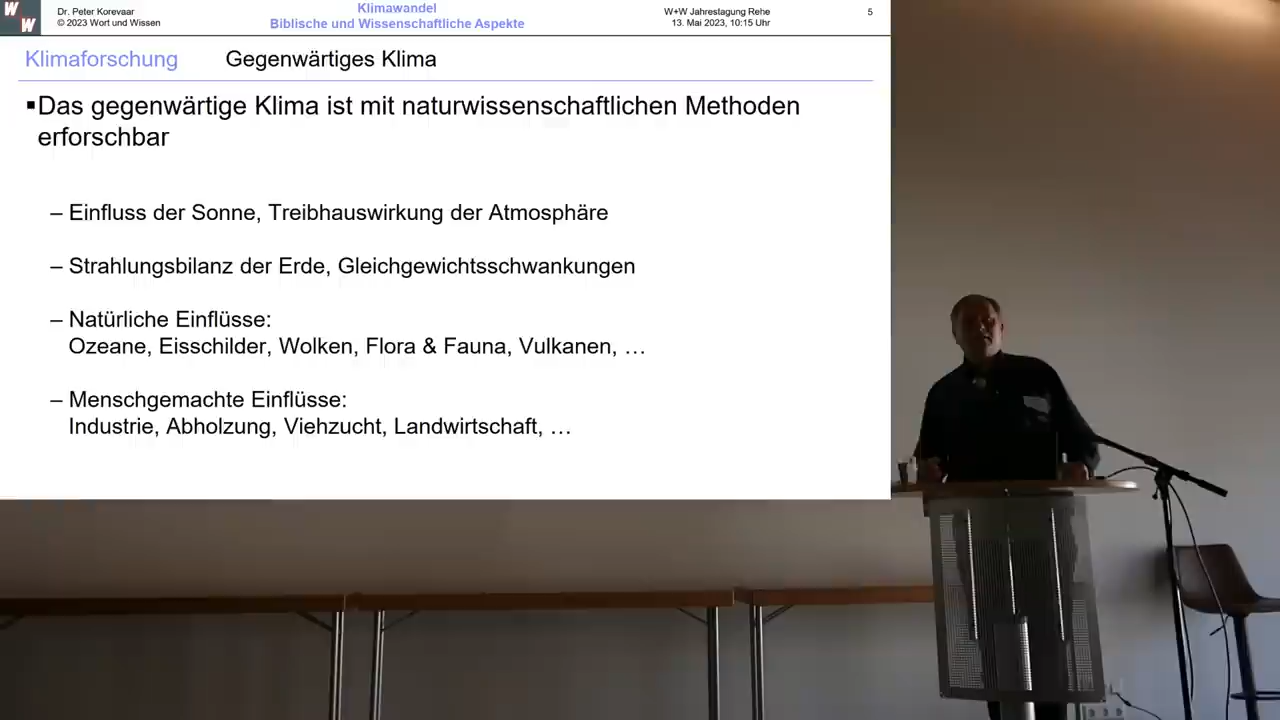 W+W
Dr. Peter Korevaar
© 2023 Wort und Wissen
Klimawandel
Biblische und Wissenschaftliche Aspekte
W+W Jahrestagung Rehe
13. Mai 2023, 10:15 Uhr
5
Klimaforschung Gegenwärtiges Klima
▪Das gegenwärtige Klima ist mit naturwissenschaftlichen Methoden
erforschbar
– Einfluss der Sonne, Treibhauswirkung der Atmosphäre
– Strahlungsbilanz der Erde, Gleichgewichtsschwankungen
– Natürliche Einflüsse:
Ozeane, Eisschilder, Wolken, Flora & Fauna, Vulkanen, …
– Menschgemachte Einflüsse:
Industrie, Abholzung, Viehzucht, Landwirtschaft, …